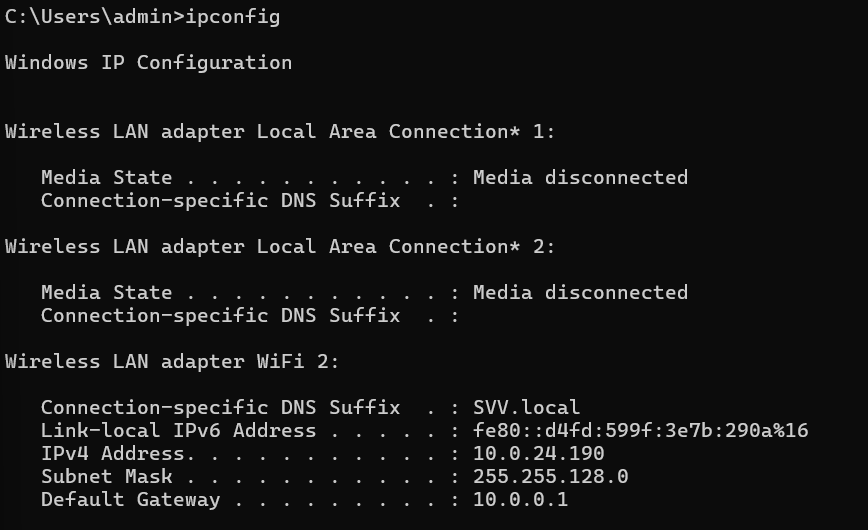 C:\Users\admin>ipconfig
Windows IP Configuration
Wireless LAN adapter Local Area Connection* 1:
   Media State . . . . . . . . . . . : Media disconnected
   Connection-specific DNS Suffix  . :
Wireless LAN adapter Local Area Connection* 2:
   Media State . . . . . . . . . . . : Media disconnected
   Connection-specific DNS Suffix  . :
Wireless LAN adapter WiFi 2:
   Connection-specific DNS Suffix  . : SVV.local
   Link-local IPv6 Address . . . . . : fe80::d4fd:599f:3e7b:290a%16
   IPv4 Address. . . . . . . . . . . : 10.0.24.190
   Subnet Mask . . . . . . . . . . . : 255.255.128.0
   Default Gateway . . . . . . . . . : 10.0.0.1